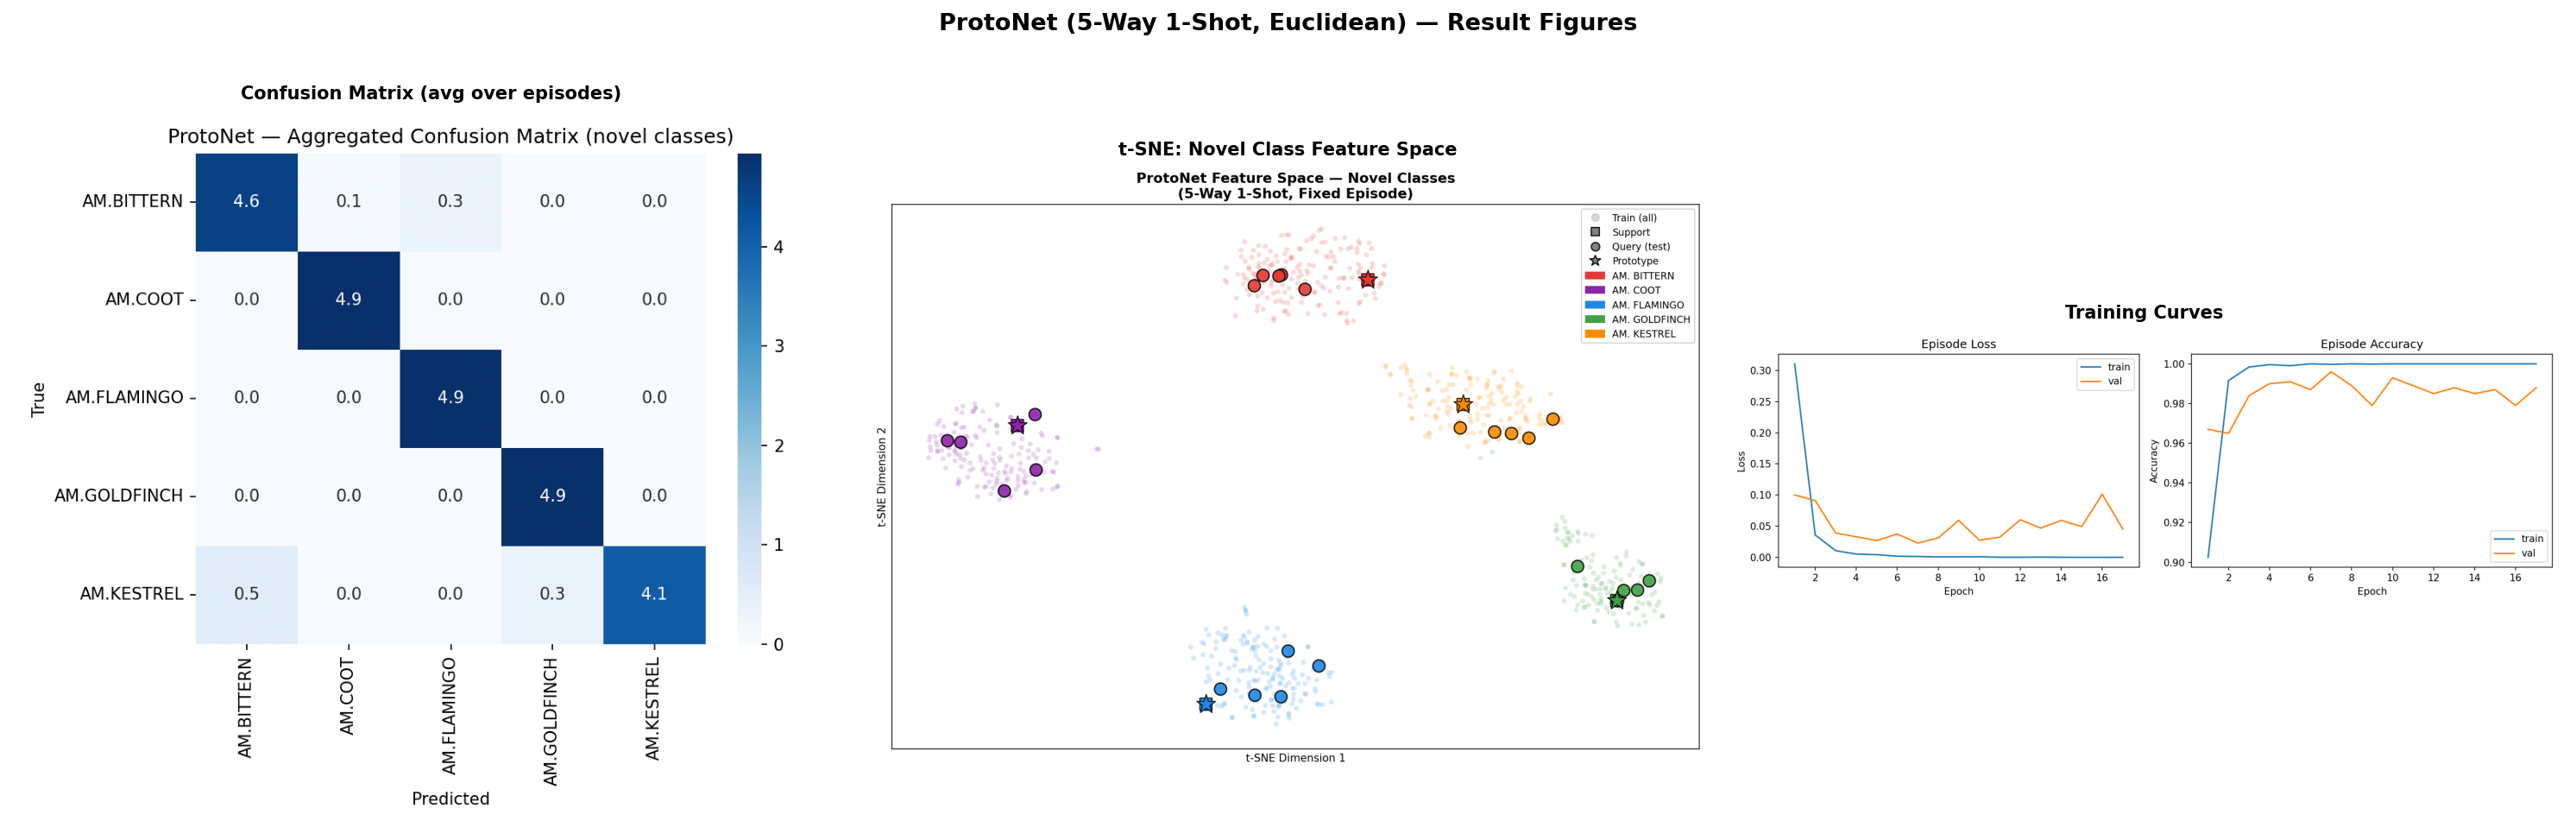 ProtoNet (5-Way 1-Shot, Euclidean) — Result Figures
Confusion Matrix (avg over episodes)
ProtoNet — Aggregated Confusion Matrix (novel classes)
True
AM.BITTERN
4.6 0.1 0.3 0.0 0.0
AM.COOT
0.0 4.9 0.0 0.0 0.0
AM.FLAMINGO
0.0 0.0 4.9 0.0 0.0
AM.GOLDFINCH
0.0 0.0 0.0 4.9 0.0
AM.KESTREL
0.5 0.0 0.0 0.3 4.1
AM.BITTERN
AM.COOT
AM.FLAMINGO
AM.GOLDFINCH
AM.KESTREL
Predicted
4
3
2
1
0
t-SNE: Novel Class Feature Space
ProtoNet Feature Space — Novel Classes
(5-Way 1-Shot, Fixed Episode)
Train (all)
Support
Query (test)
Prototype
AM. BITTERN
AM. COOT
AM. FLAMINGO
AM. GOLDFINCH
AM. KESTREL
t-SNE Dimension 2
t-SNE Dimension 1
Training Curves
Episode Loss
train
val
Loss
0.30
0.25
0.20
0.15
0.10
0.05
0.00
2 4 6 8 10 12 14 16
Epoch
Episode Accuracy
Accuracy
1.00
0.98
0.96
0.94
0.92
0.90
train
val
2 4 6 8 10 12 14 16
Epoch